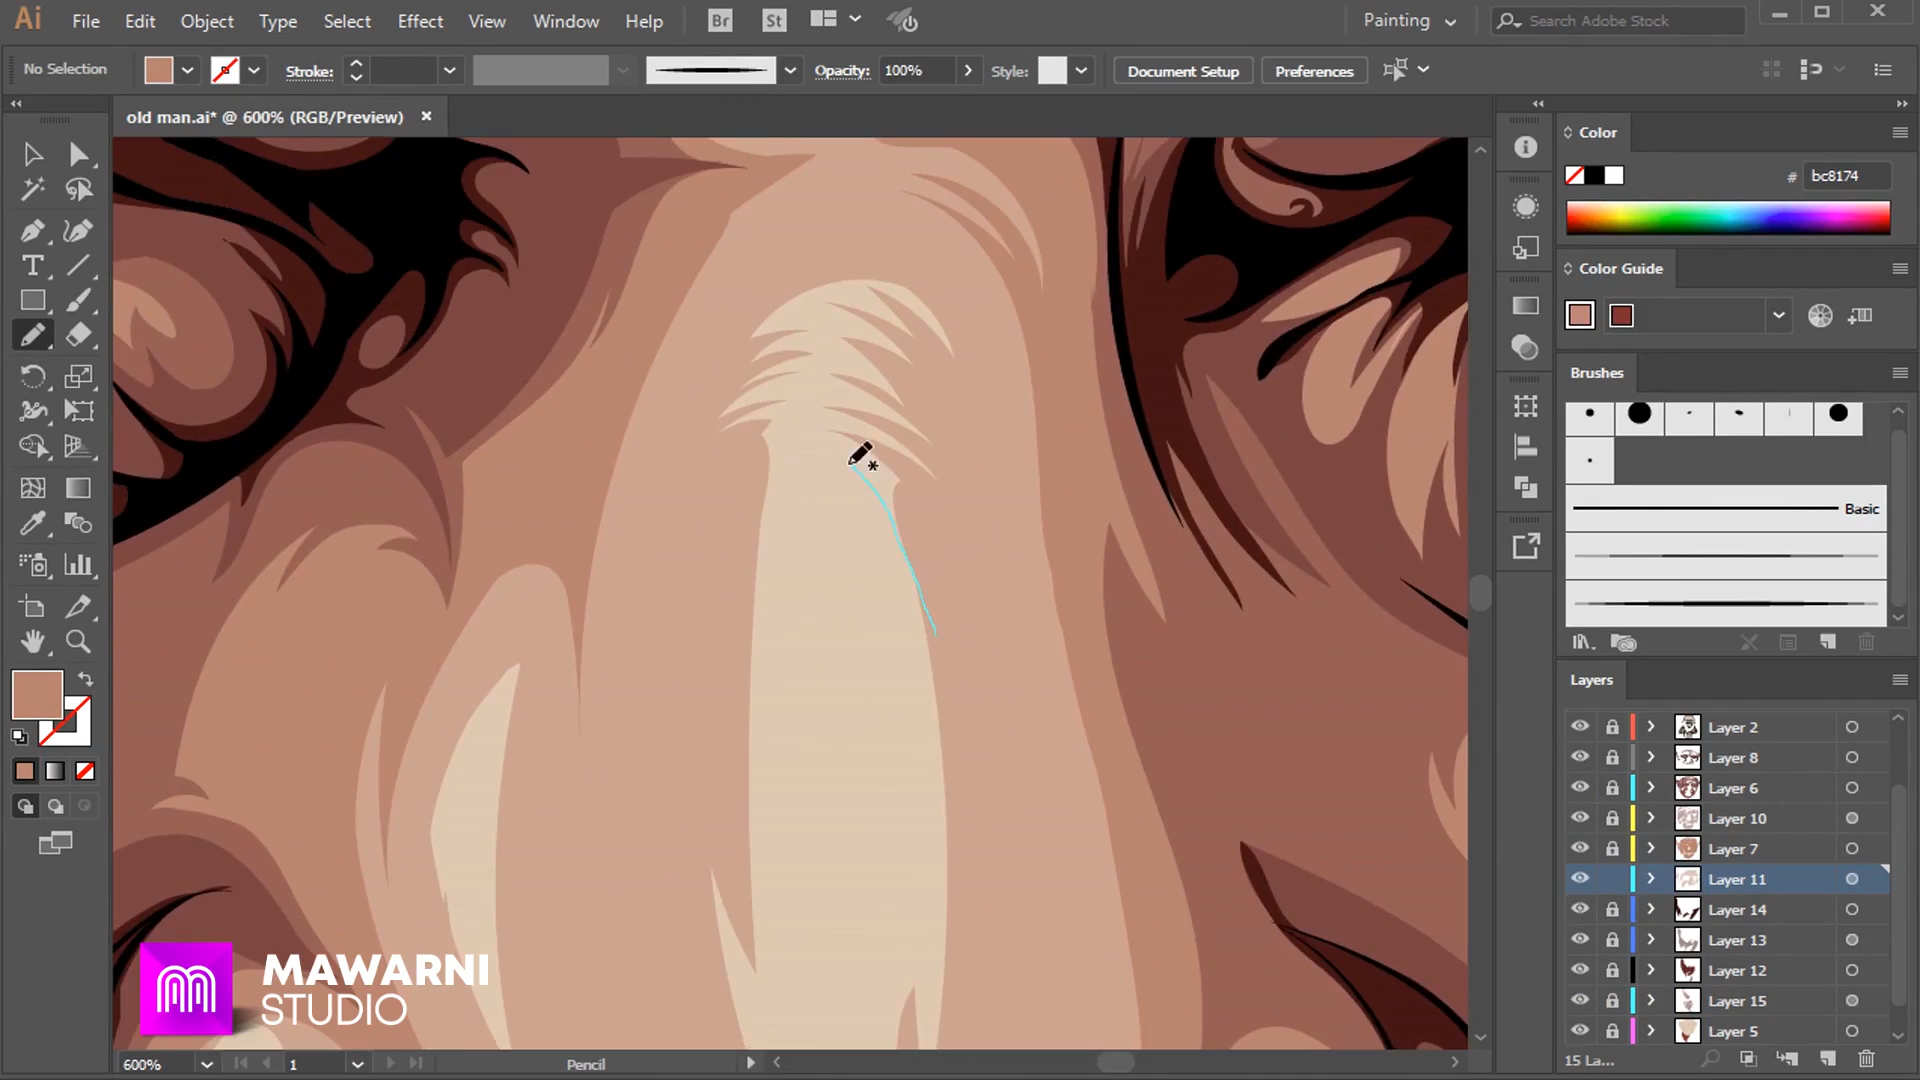 Ai File Edit Object Type Select Effect View Window Help Br St Painting Search Adobe Stock
No Selection Stroke: Opacity: 100% Style: Document Setup Preferences
old man.ai* @ 600% (RGB/Preview)
Color
# bc8174
Color Guide
Brushes
Basic
Layers
Layer 2
Layer 8
Layer 6
Layer 10
Layer 7
Layer 11
Layer 14
Layer 13
Layer 12
Layer 15
Layer 5
MAWARNI
STUDIO
600% 1 Pencil 15 La...